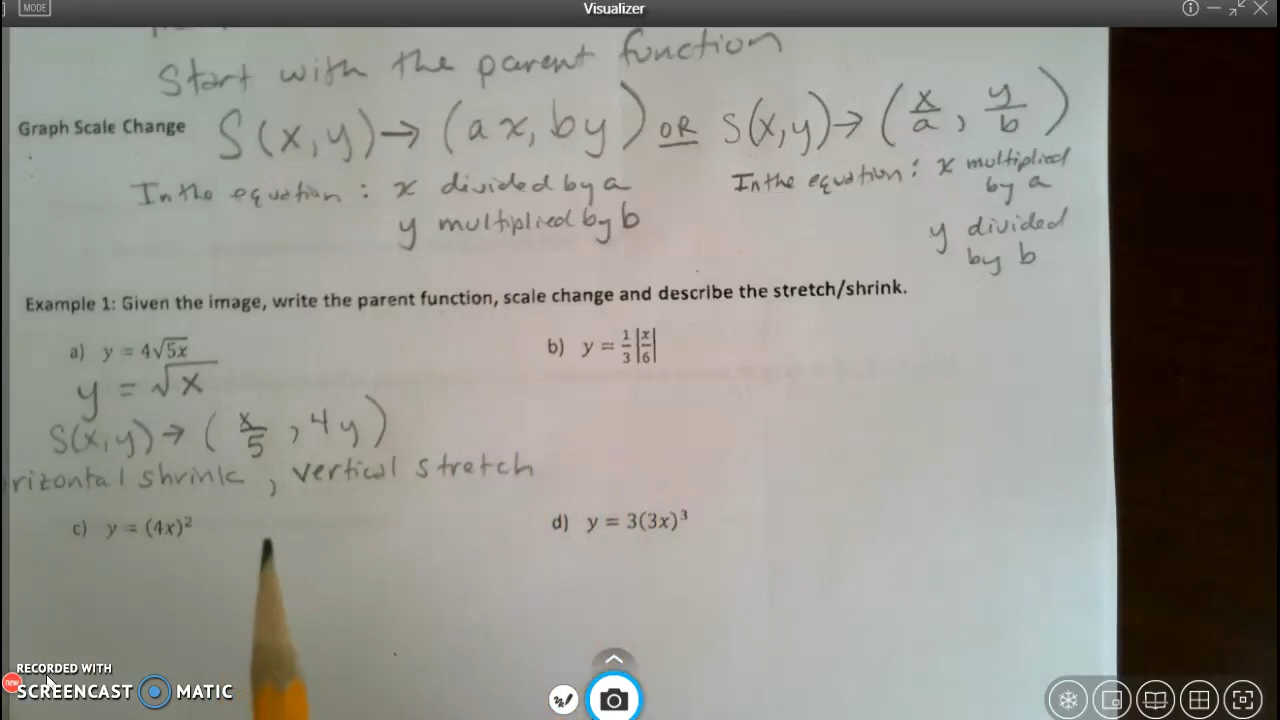 MODE
Visualizer
Start with the parent function
Graph Scale Change S(x,y)→(ax, by) OR S(x,y)→(x/a, y/b)
In the equation: x divided by a
y multiplied by b
In the equation: x multiplied
by a
y divided
by b
Example 1: Given the image, write the parent function, scale change and describe the stretch/shrink.
a) y = 4√5x
y = √x
S(x,y)→(x/5, 4y)
rizontal shrink, vertical stretch
b) y = 1/3|x/6|
c) y = (4x)²
d) y = 3(3x)³
RECORDED WITH
new
SCREENCAST MATIC